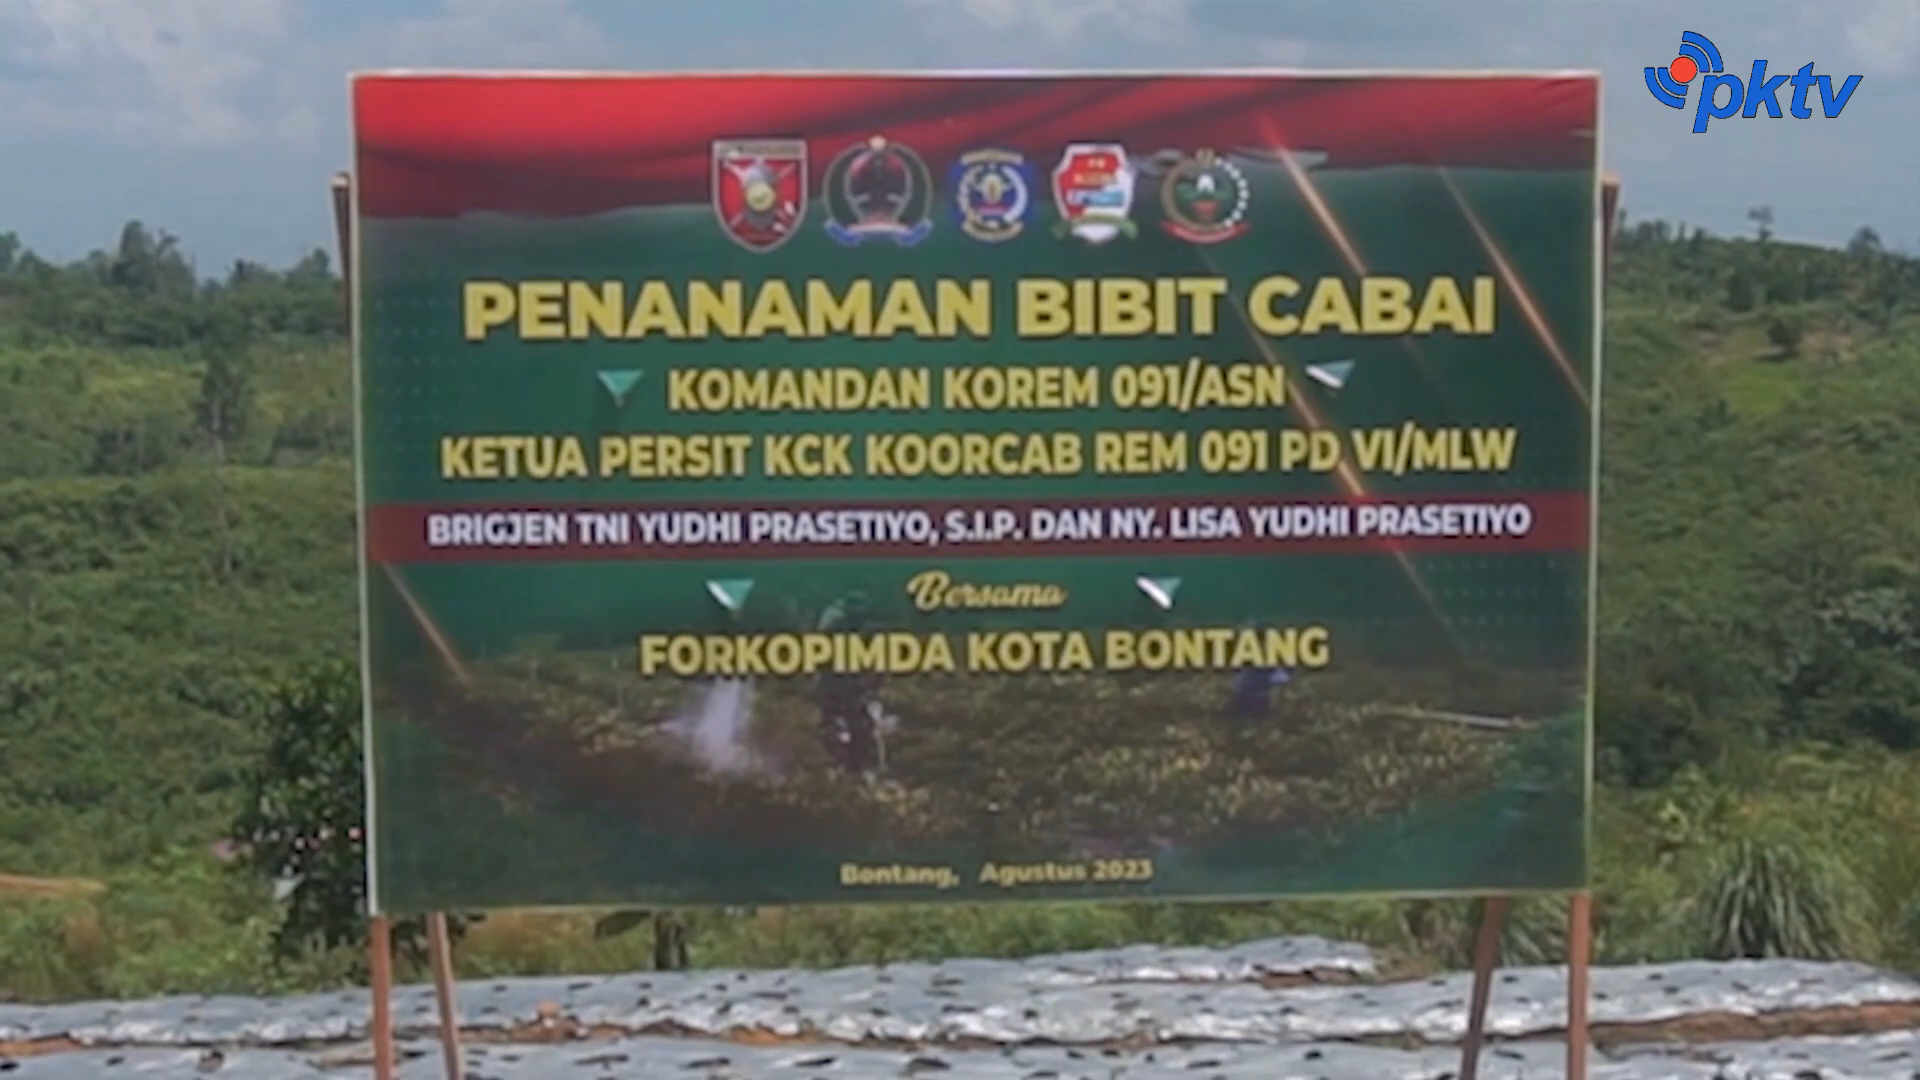 pktv
PENANAMAN BIBIT CABAI
KOMANDAN KOREM 091/ASN
KETUA PERSIT KCK KOORCAB REM 091 PD VI/MLW
BRIGJEN TNI YUDHI PRASETIYO, S.I.P. DAN NY. LISA YUDHI PRASETIYO
Bersama
FORKOPIMDA KOTA BONTANG
Bontang, Agustus 2023